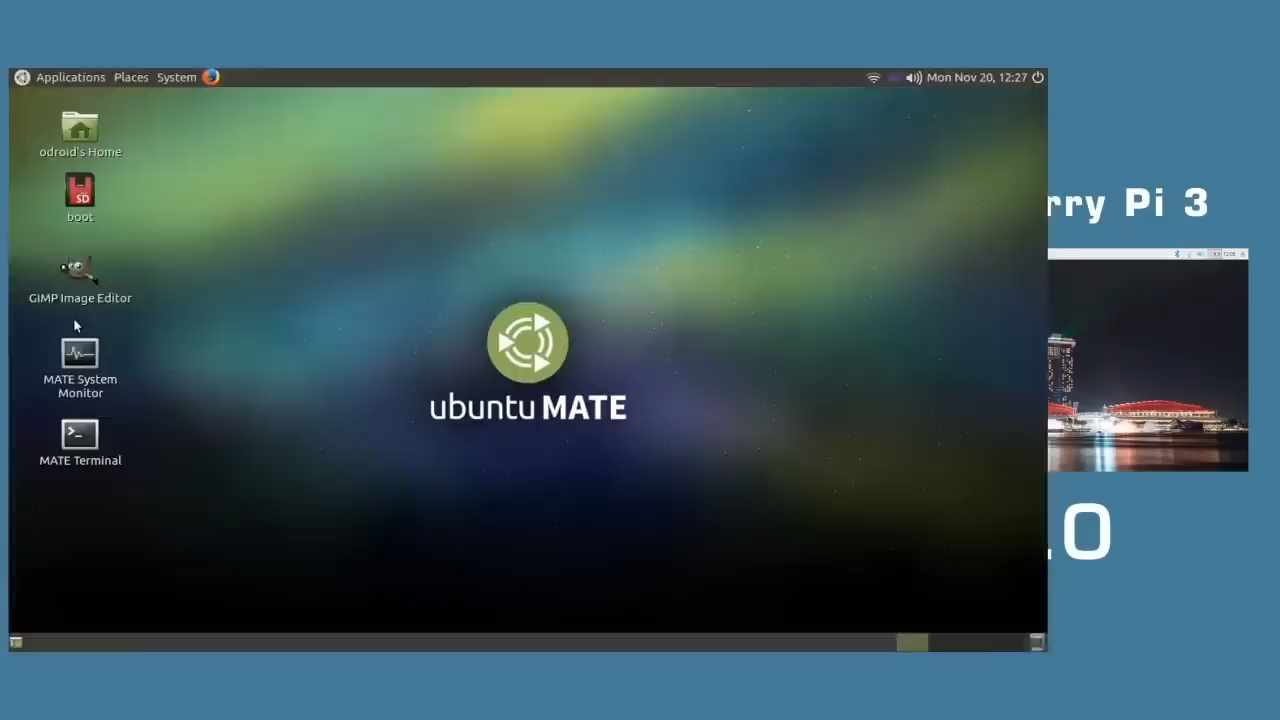 Applications Places System
Mon Nov 20, 12:27
odroid's Home
SD
boot
GIMP Image Editor
MATE System
Monitor
MATE Terminal
ubuntu MATE
rry Pi 3
.0